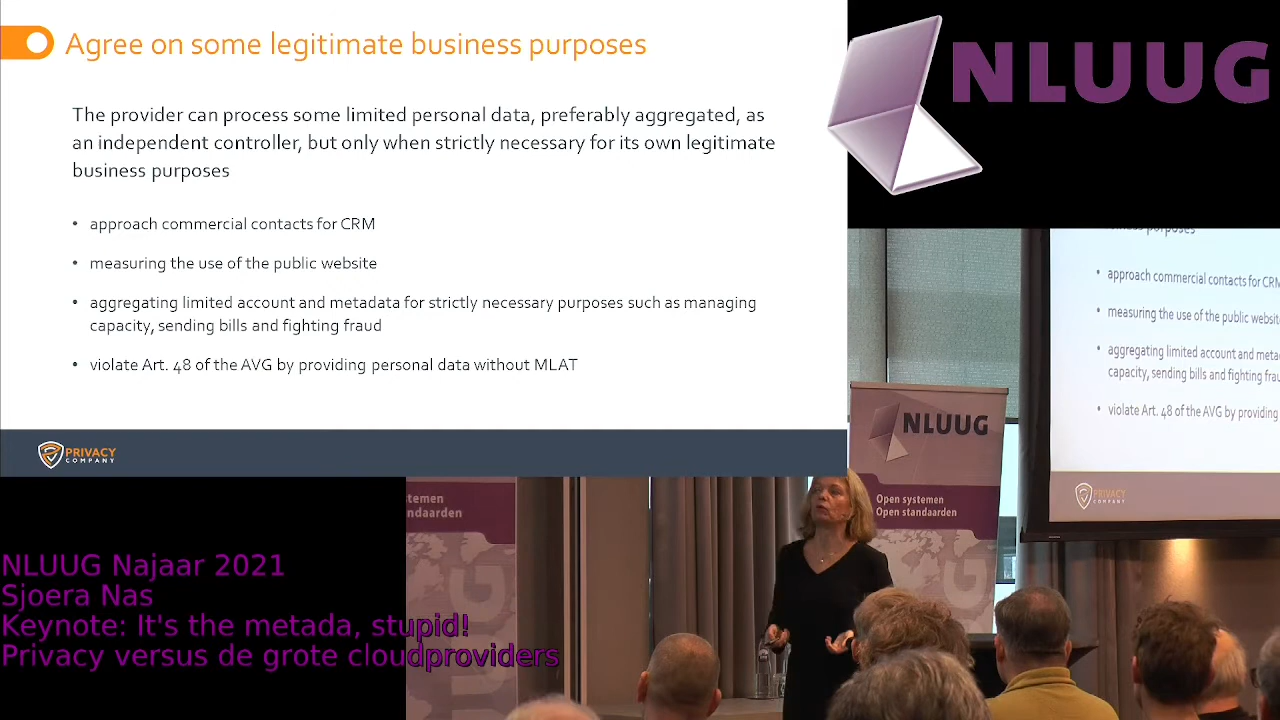 Agree on some legitimate business purposes
The provider can process some limited personal data, preferably aggregated, as
an independent controller, but only when strictly necessary for its own legitimate
business purposes
• approach commercial contacts for CRM
• measuring the use of the public website
• aggregating limited account and metadata for strictly necessary purposes such as managing
capacity, sending bills and fighting fraud
• violate Art. 48 of the AVG by providing personal data without MLAT
PRIVACY
COMPANY
NLUUG
purposes
• approach commercial contacts for CRM
• measuring the use of the public website
• aggregating limited account and
capacity, sending bills and fighting
• violate Art. 48 of the AVG by providing
PRIVACY
COMPANY
NLUUG
Open systemen
Open standaarden
NLUUG Najaar 2021
Sjoera Nas
Keynote: It's the metada, stupid!
Privacy versus de grote cloudproviders